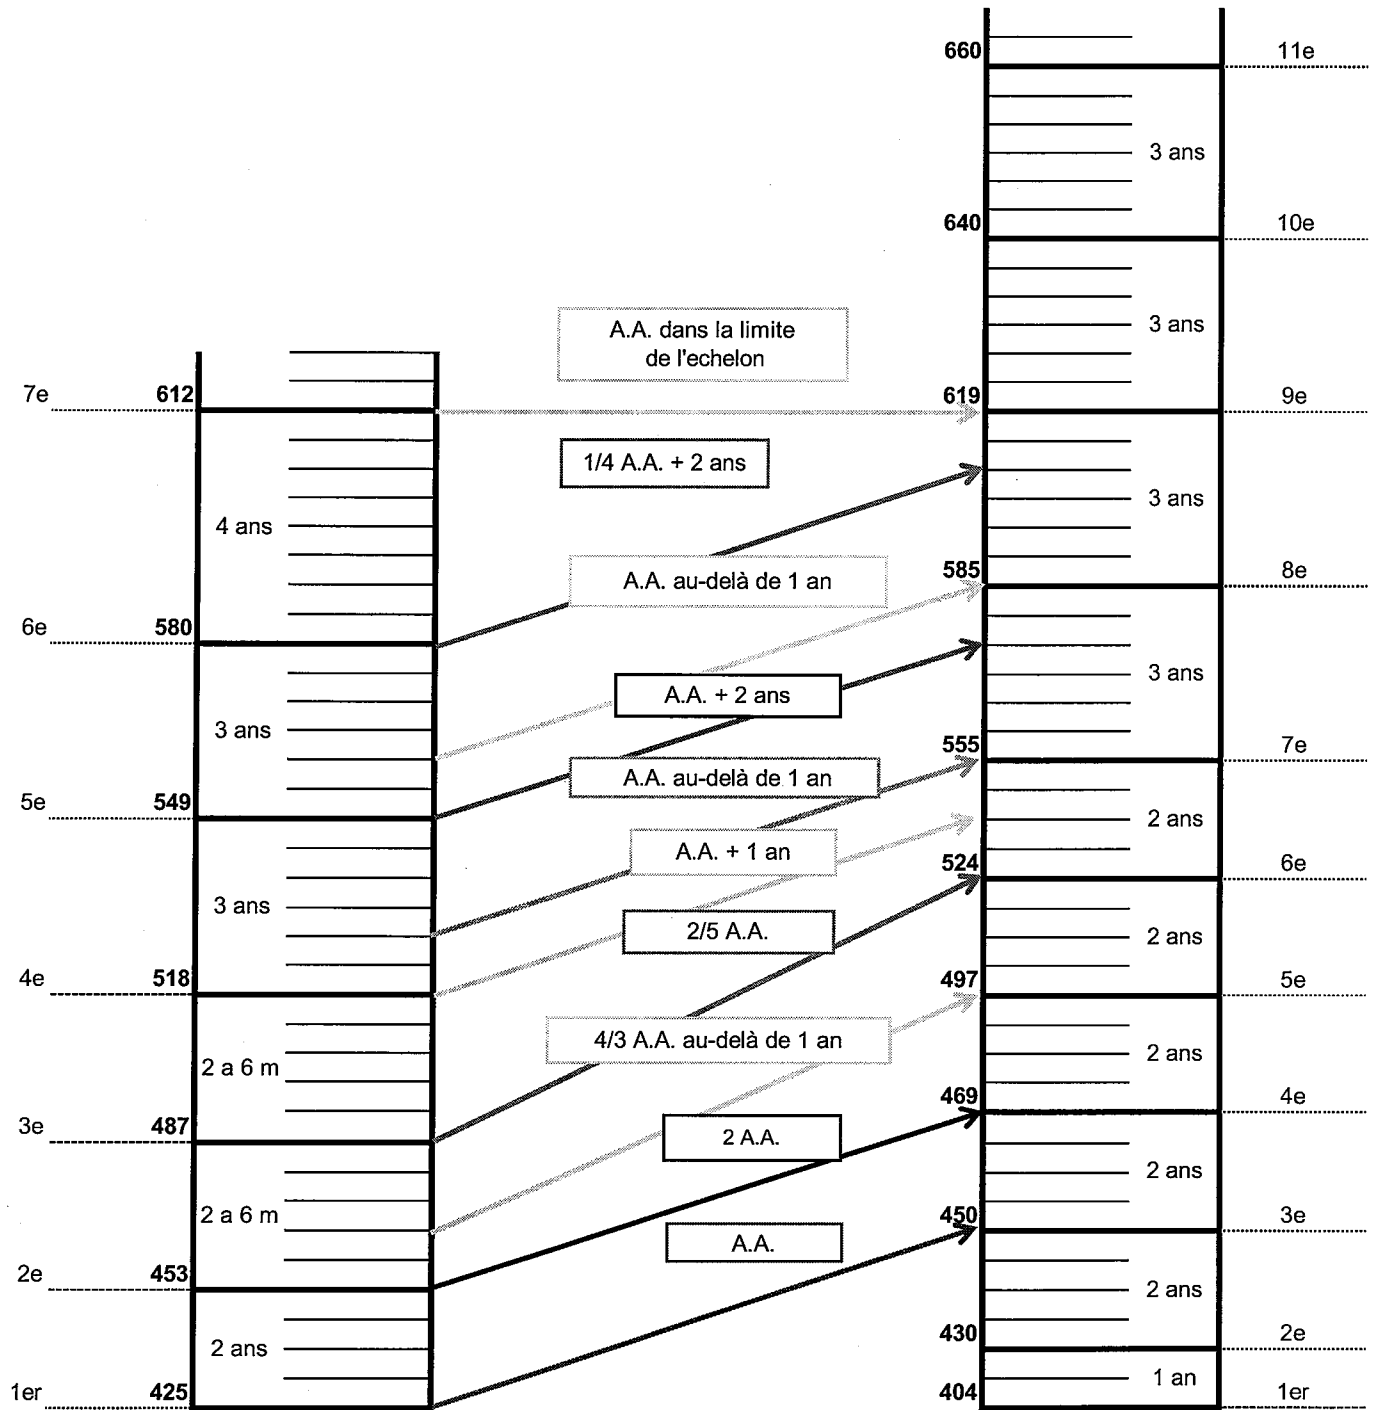 660 11e
3 ans
640 10e
3 ans
A.A. dans la limite
de l'echelon
7e 612 619 9e
1/4 A.A. + 2 ans
3 ans
4 ans
A.A. au-delà de 1 an 585 8e
6e 580
3 ans
A.A. + 2 ans
3 ans
555 7e
A.A. au-delà de 1 an
5e 549
2 ans
A.A. + 1 an
524 6e
3 ans
2/5 A.A.
2 ans
4e 518 497 5e
4/3 A.A. au-delà de 1 an
2 ans
2 a 6 m
469 4e
3e 487
2 A.A.
2 ans
2 a 6 m
450 3e
A.A.
2e 453
2 ans
430 2e
2 ans
1 an
1er 425 404 1er